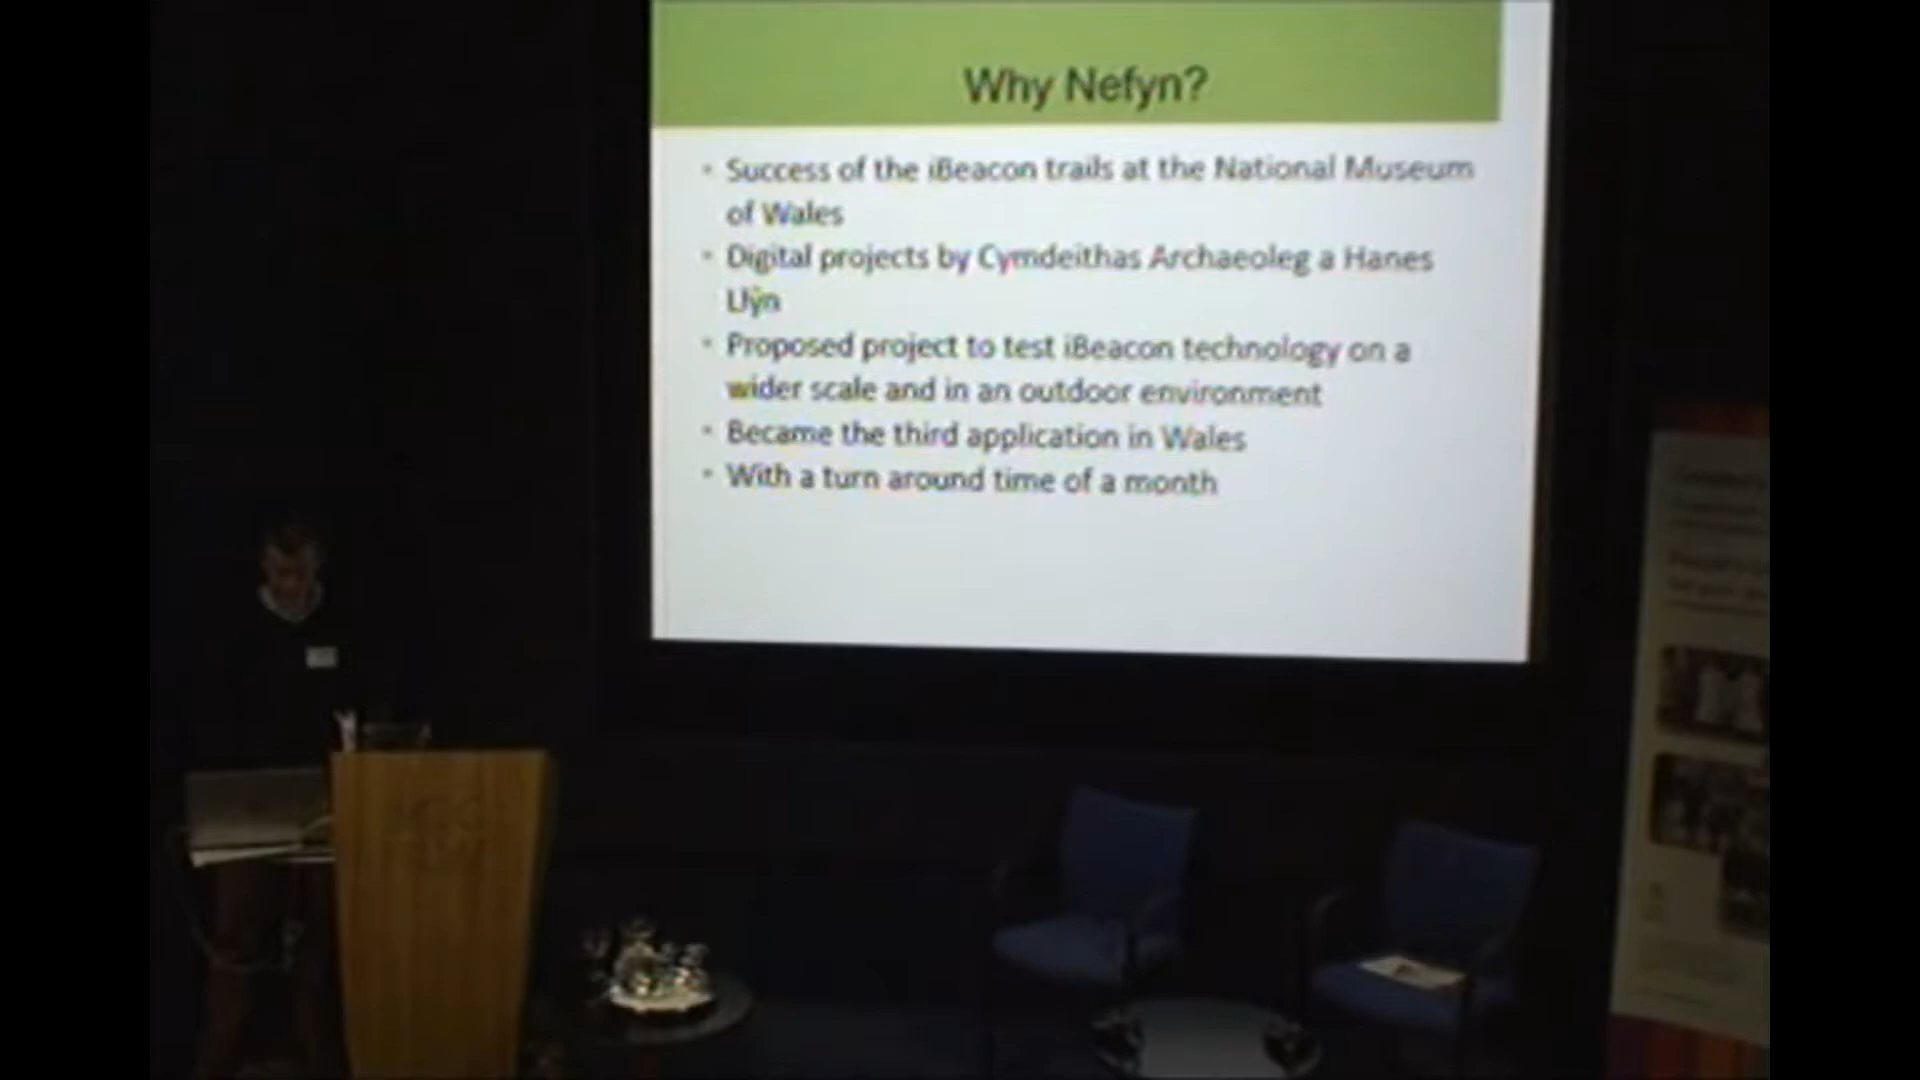 Why Nefyn?
• Success of the iBeacon trails at the National Museum
of Wales
• Digital projects by Cymdeithas Archaeoleg a Hanes
Llŷn
• Proposed project to test iBeacon technology on a
wider scale and in an outdoor environment
• Became the third application in Wales
• With a turn around time of a month